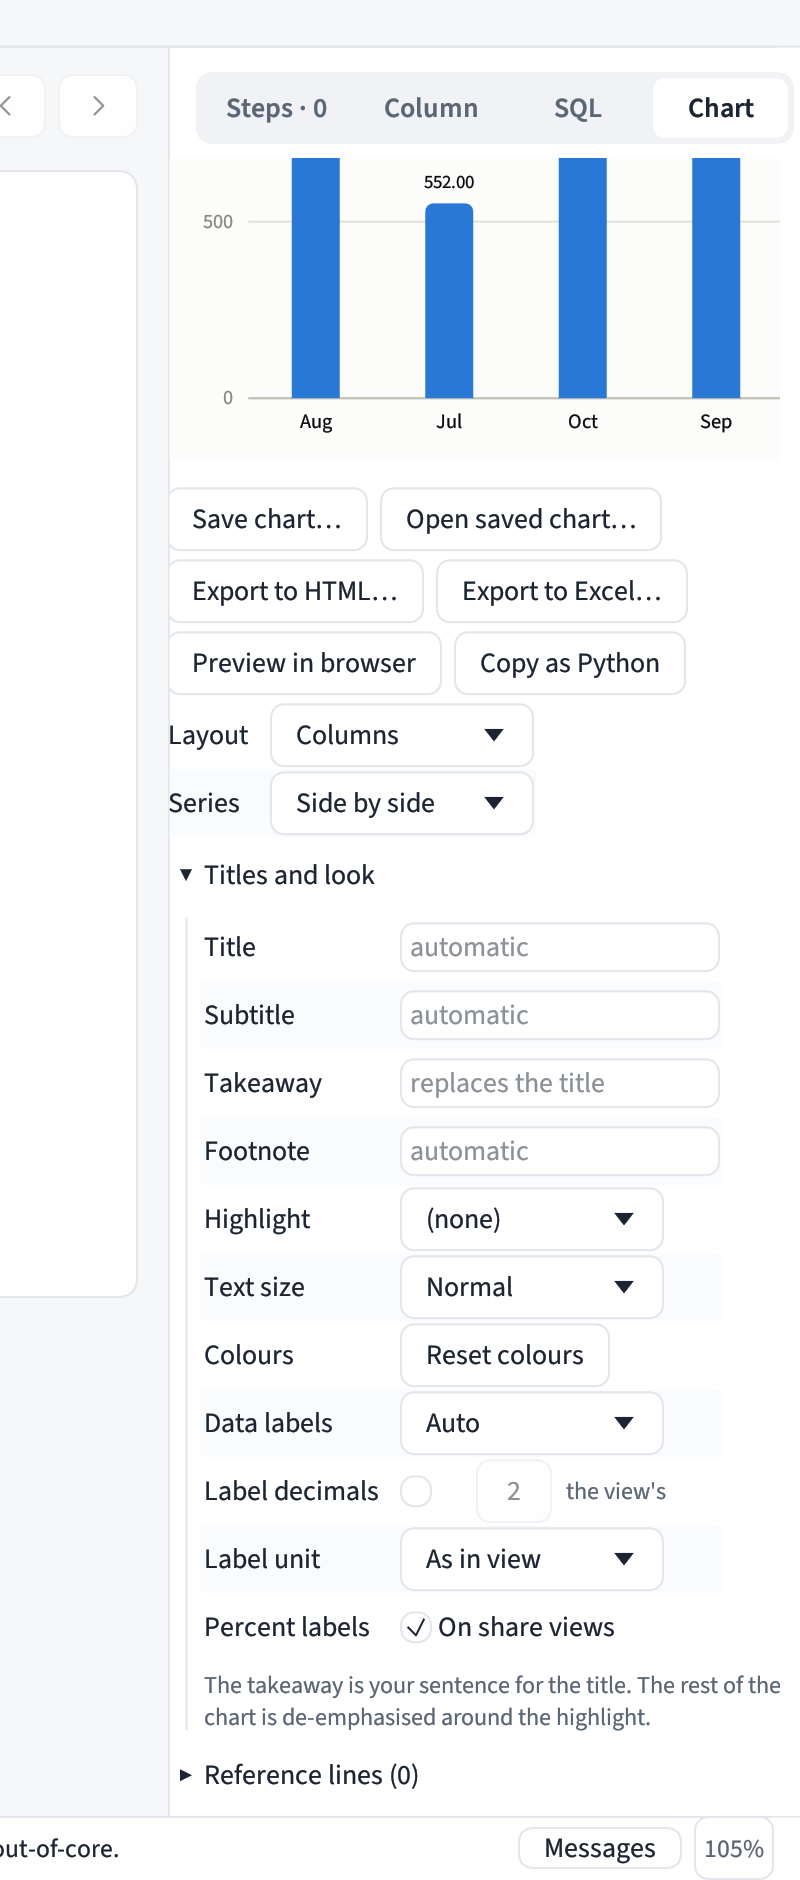 Steps · 0 Column SQL Chart
552.00
500
0
Aug Jul Oct Sep
Save chart… Open saved chart…
Export to HTML… Export to Excel…
Preview in browser Copy as Python
Layout Columns
Series Side by side
Titles and look
Title automatic
Subtitle automatic
Takeaway replaces the title
Footnote automatic
Highlight (none)
Text size Normal
Colours Reset colours
Data labels Auto
Label decimals 2 the view's
Label unit As in view
Percent labels On share views
The takeaway is your sentence for the title. The rest of the
chart is de-emphasised around the highlight.
Reference lines (0)
out-of-core. Messages 105%